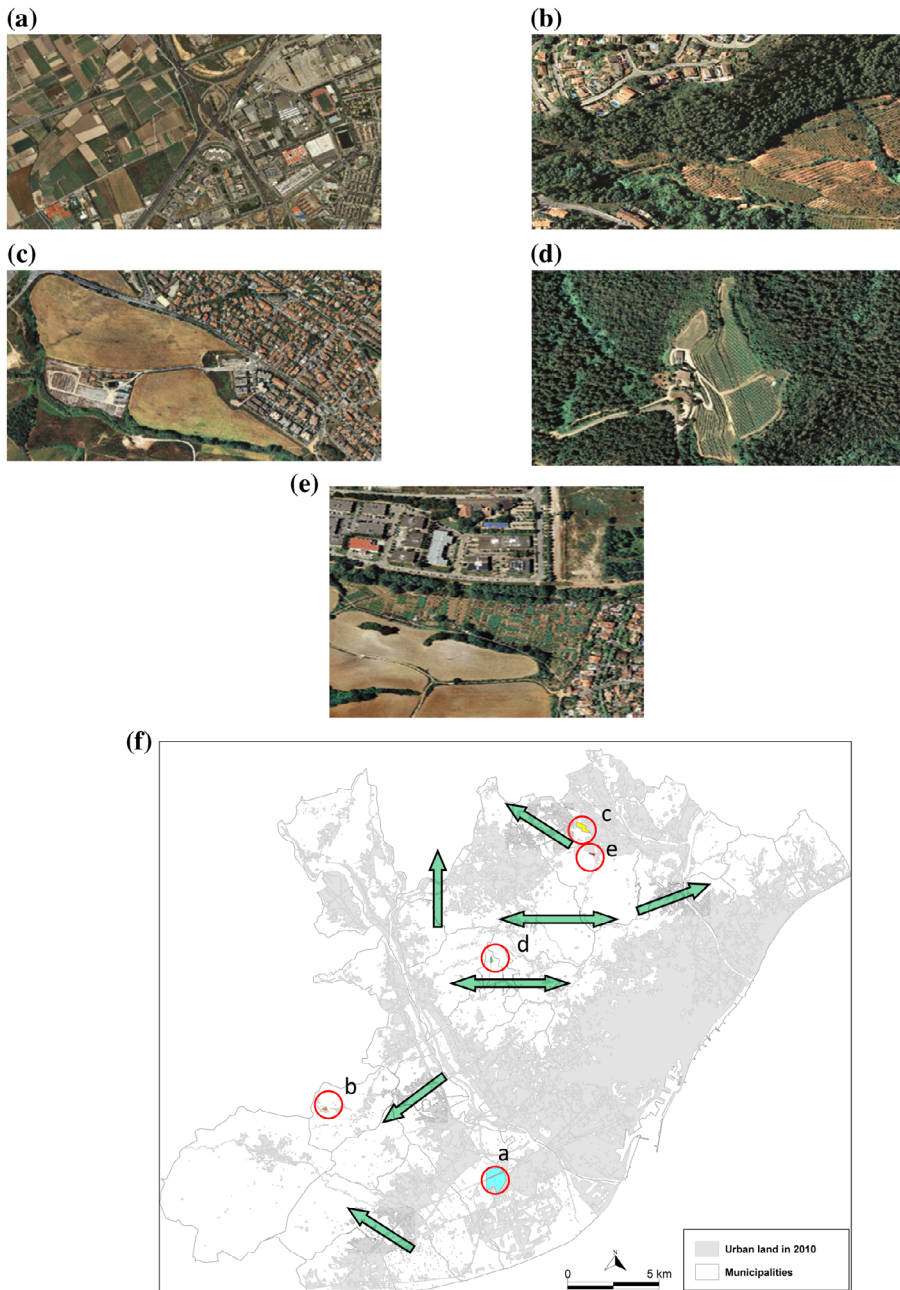 (a)
(b)
(c)
(d)
(e)
(f)
c
e
d
b
a
N
0 5 km
Urban land in 2010
Municipalities